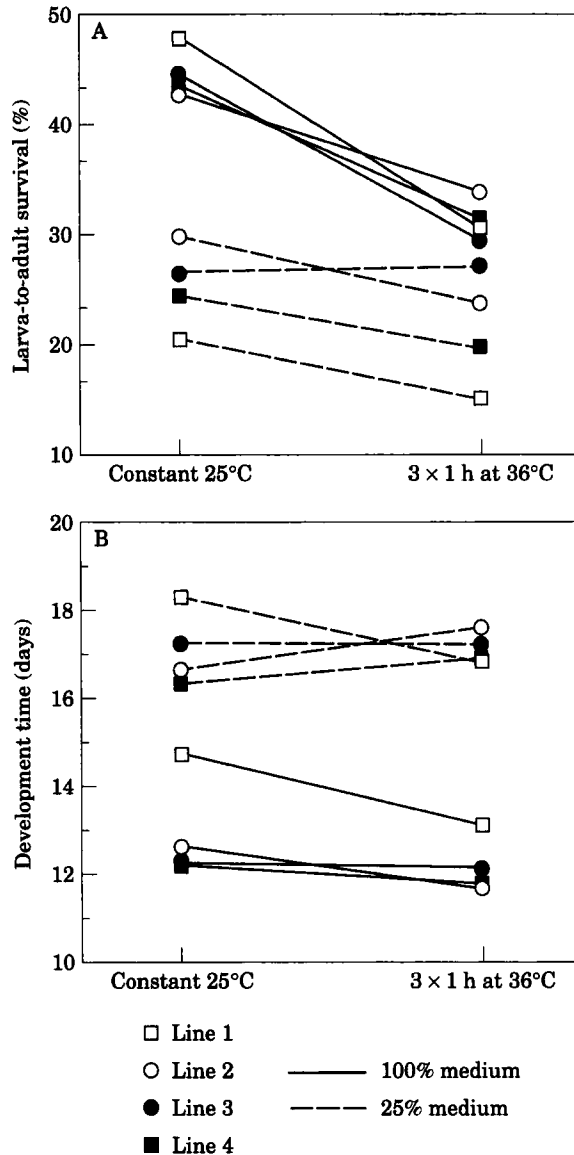 A
50
40
30
20
10
Larva-to-adult survival (%)
Constant 25°C
3 × 1 h at 36°C
B
20
18
16
14
12
10
Development time (days)
Constant 25°C
3 × 1 h at 36°C
Line 1
Line 2
Line 3
Line 4
100% medium
25% medium